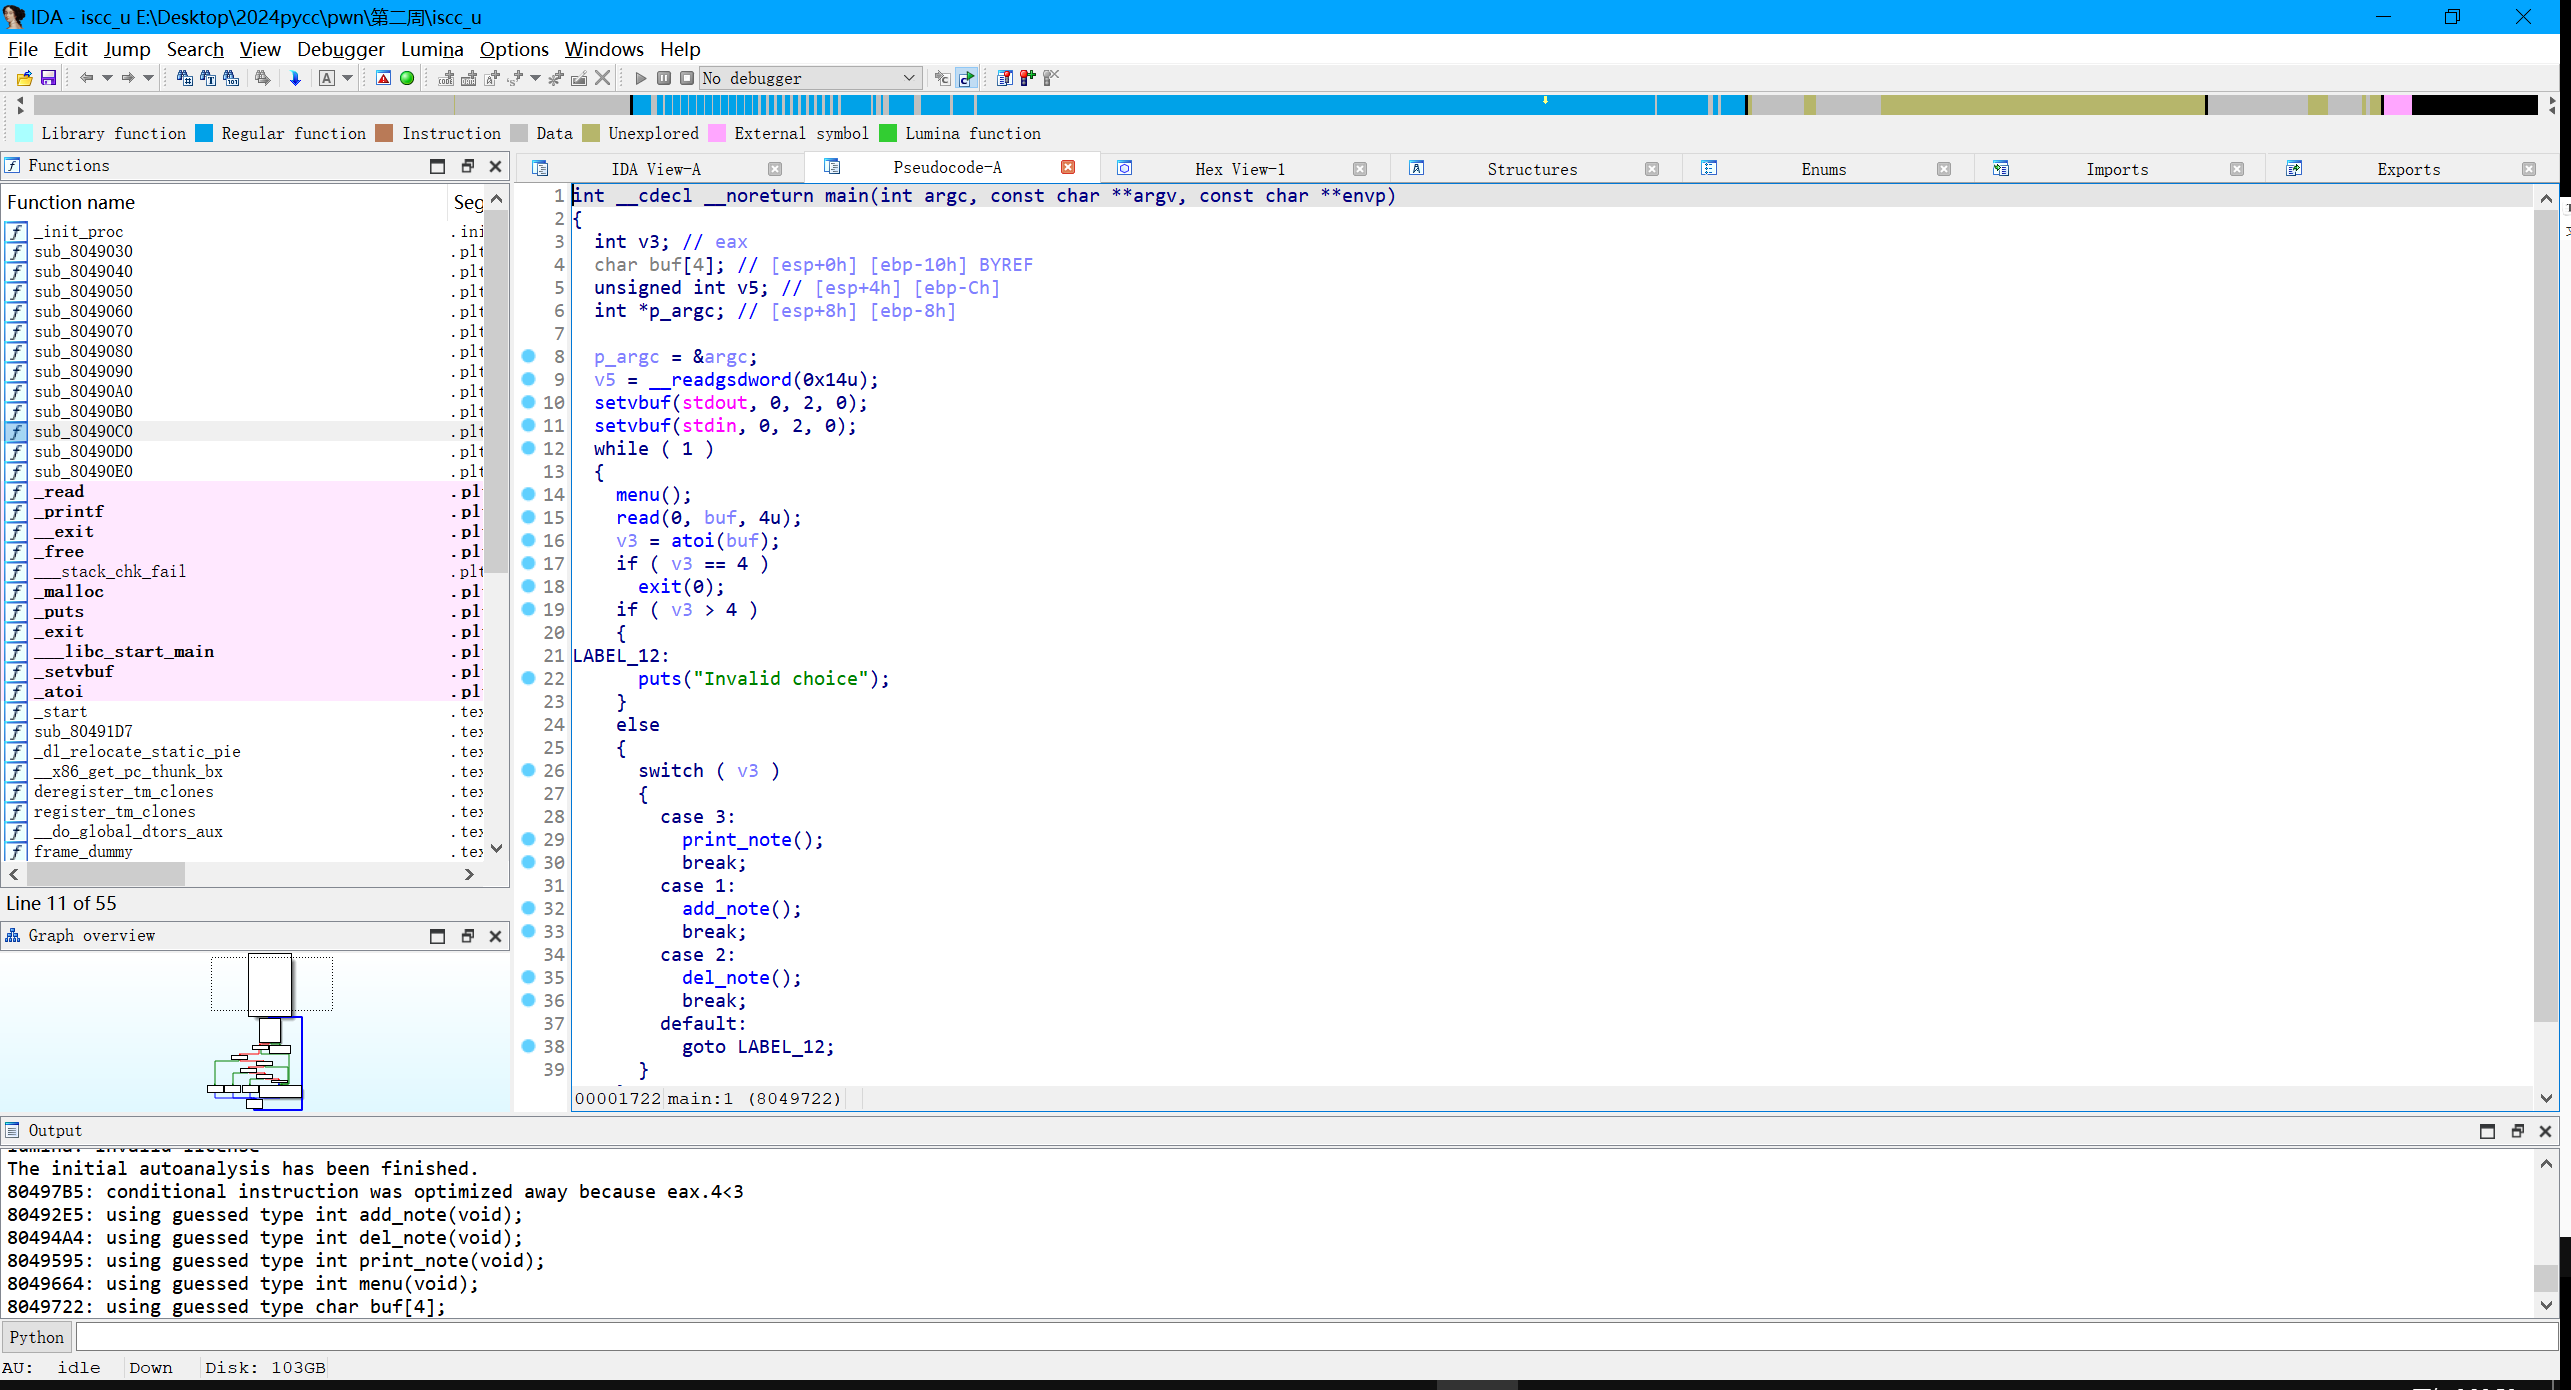 IDA - iscc_u E:\Desktop\2024pycc\pwn\第二周\iscc_u
File Edit Jump Search View Debugger Lumina Options Windows Help
No debugger
Library function Regular function Instruction Data Unexplored External symbol Lumina function
Functions
Function name Seg
_init_proc .ini
sub_8049030 .plt
sub_8049040 .plt
sub_8049050 .plt
sub_8049060 .plt
sub_8049070 .plt
sub_8049080 .plt
sub_8049090 .plt
sub_80490A0 .plt
sub_80490B0 .plt
sub_80490C0 .plt
sub_80490D0 .plt
sub_80490E0 .plt
_read .pl
_printf .pl
__exit .pl
_free .pl
___stack_chk_fail .plt
_malloc .pl
_puts .pl
_exit .pl
___libc_start_main .pl
_setvbuf .pl
_atoi .pl
_start .tex
sub_80491D7 .tex
_dl_relocate_static_pie .tex
__x86_get_pc_thunk_bx .tex
deregister_tm_clones .tex
register_tm_clones .tex
__do_global_dtors_aux .tex
frame_dummy .tex
Line 11 of 55
Graph overview
IDA View-A Pseudocode-A Hex View-1 Structures Enums Imports Exports
1 int __cdecl __noreturn main(int argc, const char **argv, const char **envp)
2 {
3 int v3; // eax
4 char buf[4]; // [esp+0h] [ebp-10h] BYREF
5 unsigned int v5; // [esp+4h] [ebp-Ch]
6 int *p_argc; // [esp+8h] [ebp-8h]
7
8 p_argc = &argc;
9 v5 = __readgsdword(0x14u);
10 setvbuf(stdout, 0, 2, 0);
11 setvbuf(stdin, 0, 2, 0);
12 while ( 1 )
13 {
14 menu();
15 read(0, buf, 4u);
16 v3 = atoi(buf);
17 if ( v3 == 4 )
18 exit(0);
19 if ( v3 > 4 )
20 {
21 LABEL_12:
22 puts("Invalid choice");
23 }
24 else
25 {
26 switch ( v3 )
27 {
28 case 3:
29 print_note();
30 break;
31 case 1:
32 add_note();
33 break;
34 case 2:
35 del_note();
36 break;
37 default:
38 goto LABEL_12;
39 }
00001722 main:1 (8049722)
Output
The initial autoanalysis has been finished.
80497B5: conditional instruction was optimized away because eax.4<3
80492E5: using guessed type int add_note(void);
80494A4: using guessed type int del_note(void);
8049595: using guessed type int print_note(void);
8049664: using guessed type int menu(void);
8049722: using guessed type char buf[4];
Python
AU: idle Down Disk: 103GB